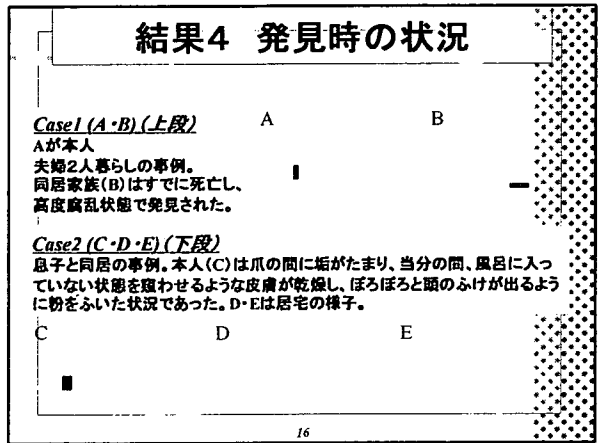 結果4 発見時の状況
A
B
Case1 (A・B) (上段)
Aが本人
夫婦2人暮らしの事例。
同居家族(B)はすでに死亡し、
高度腐乱状態で発見された。
Case2 (C・D・E) (下段)
息子と同居の事例。本人(C)は爪の間に垢がたまり、当分の間、風呂に入っ
ていない状態を窺わせるような皮膚が乾燥し、ぼろぼろと頭のふけが出るよう
に粉をふいた状況であった。D・Eは居宅の様子。
C
D
E
16